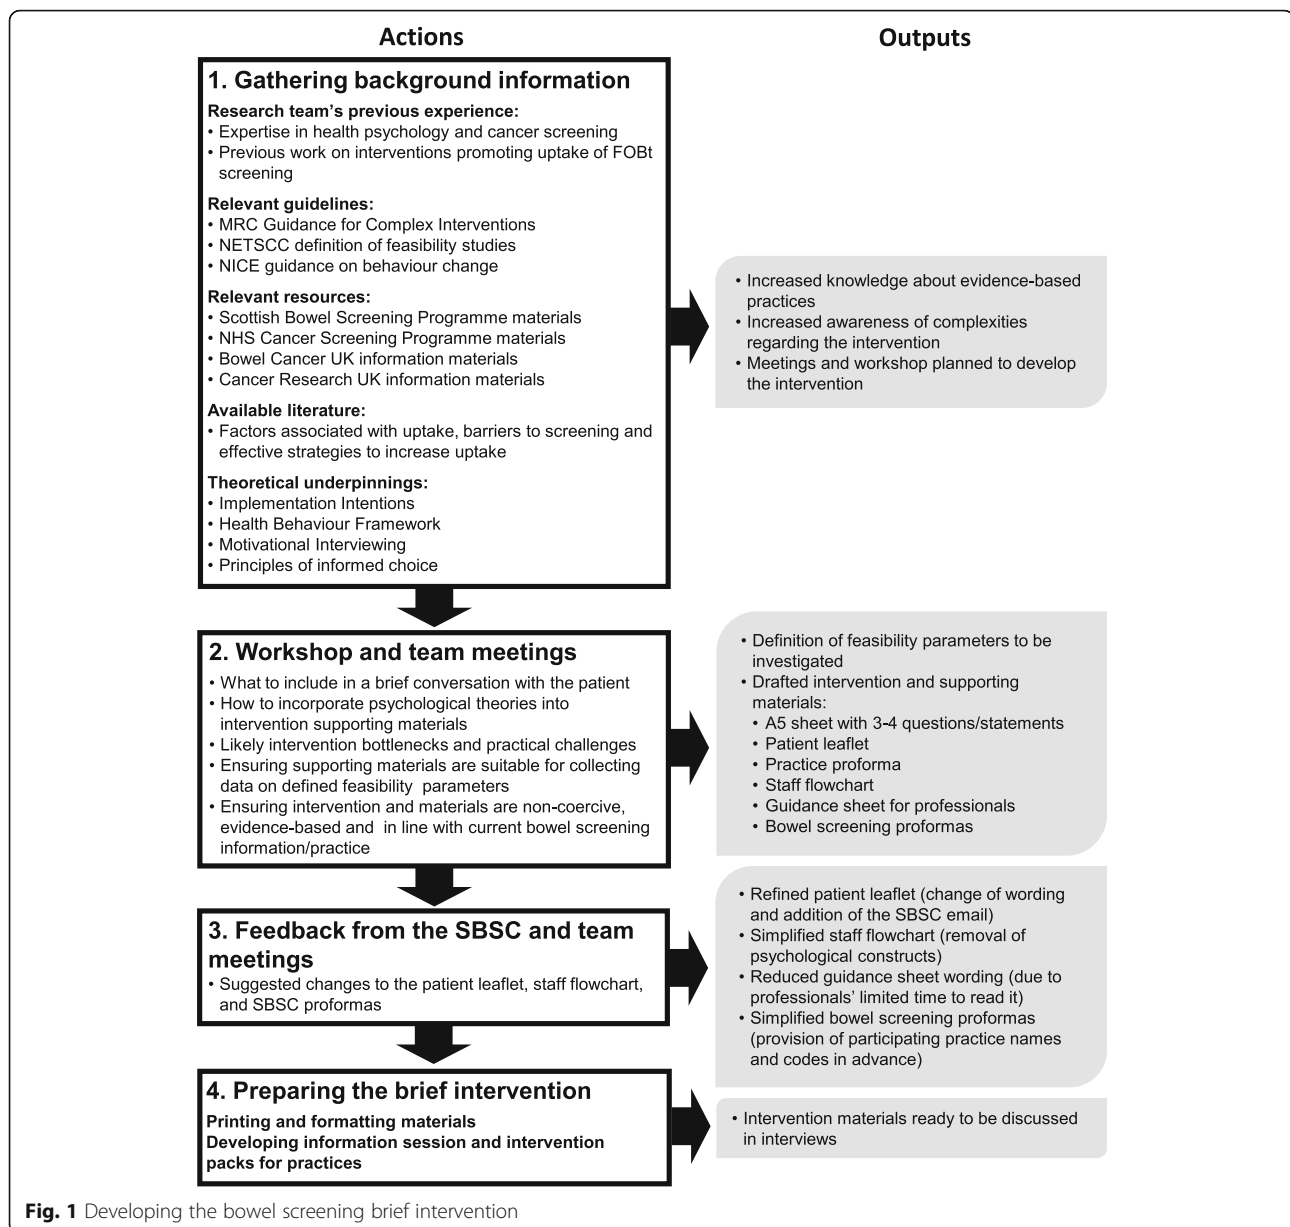 Actions
Outputs
1. Gathering background information
Research team's previous experience:
• Expertise in health psychology and cancer screening
• Previous work on interventions promoting uptake of FOBt
screening
Relevant guidelines:
• MRC Guidance for Complex Interventions
• NETSCC definition of feasibility studies
• NICE guidance on behaviour change
Relevant resources:
• Scottish Bowel Screening Programme materials
• NHS Cancer Screening Programme materials
• Bowel Cancer UK information materials
• Cancer Research UK information materials
Available literature:
• Factors associated with uptake, barriers to screening and
effective strategies to increase uptake
Theoretical underpinnings:
• Implementation Intentions
• Health Behaviour Framework
• Motivational Interviewing
• Principles of informed choice
• Increased knowledge about evidence-based
practices
• Increased awareness of complexities
regarding the intervention
• Meetings and workshop planned to develop
the intervention
2. Workshop and team meetings
• What to include in a brief conversation with the patient
• How to incorporate psychological theories into
intervention supporting materials
• Likely intervention bottlenecks and practical challenges
• Ensuring supporting materials are suitable for collecting
data on defined feasibility parameters
• Ensuring intervention and materials are non-coercive,
evidence-based and in line with current bowel screening
information/practice
• Definition of feasibility parameters to be
investigated
• Drafted intervention and supporting
materials:
• A5 sheet with 3-4 questions/statements
• Patient leaflet
• Practice proforma
• Staff flowchart
• Guidance sheet for professionals
• Bowel screening proformas
3. Feedback from the SBSC and team
meetings
• Suggested changes to the patient leaflet, staff flowchart,
and SBSC proformas
• Refined patient leaflet (change of wording
and addition of the SBSC email)
• Simplified staff flowchart (removal of
psychological constructs)
• Reduced guidance sheet wording (due to
professionals' limited time to read it)
• Simplified bowel screening proformas
(provision of participating practice names
and codes in advance)
4. Preparing the brief intervention
Printing and formatting materials
Developing information session and intervention
packs for practices
• Intervention materials ready to be discussed
in interviews
Fig. 1 Developing the bowel screening brief intervention